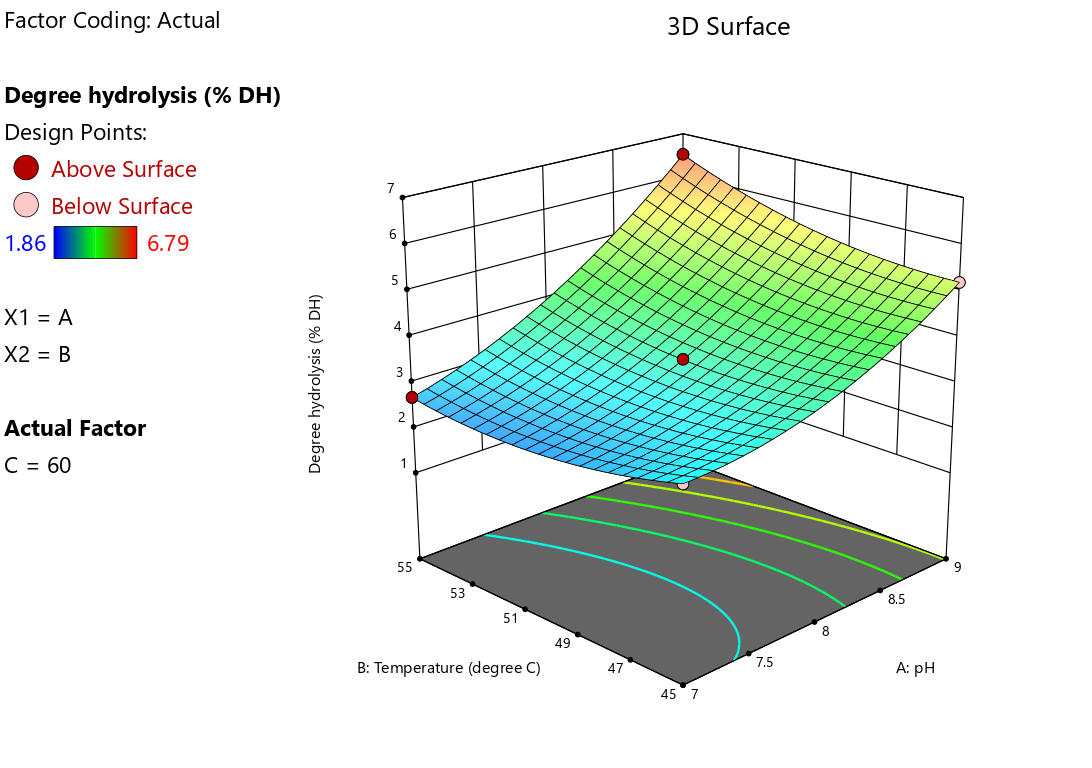 Factor Coding: Actual
3D Surface
Degree hydrolysis (% DH)
Design Points:
Above Surface
Below Surface
1.86 6.79
X1 = A
X2 = B
Actual Factor
C = 60
Degree hydrolysis (% DH)
7
6
5
4
3
2
1
55
53
51
49
47
45
7
7.5
8
8.5
9
B: Temperature (degree C)
A: pH